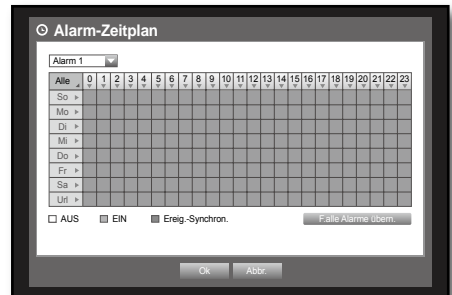 Alarm-Zeitplan
Alarm 1
Alle 0 1 2 3 4 5 6 7 8 9 10 11 12 13 14 15 16 17 18 19 20 21 22 23
So
Mo
Di
Mi
Do
Fr
Sa
Url
AUS EIN Ereig.-Synchron. F.alle Alarme übern.
Ok Abbr.